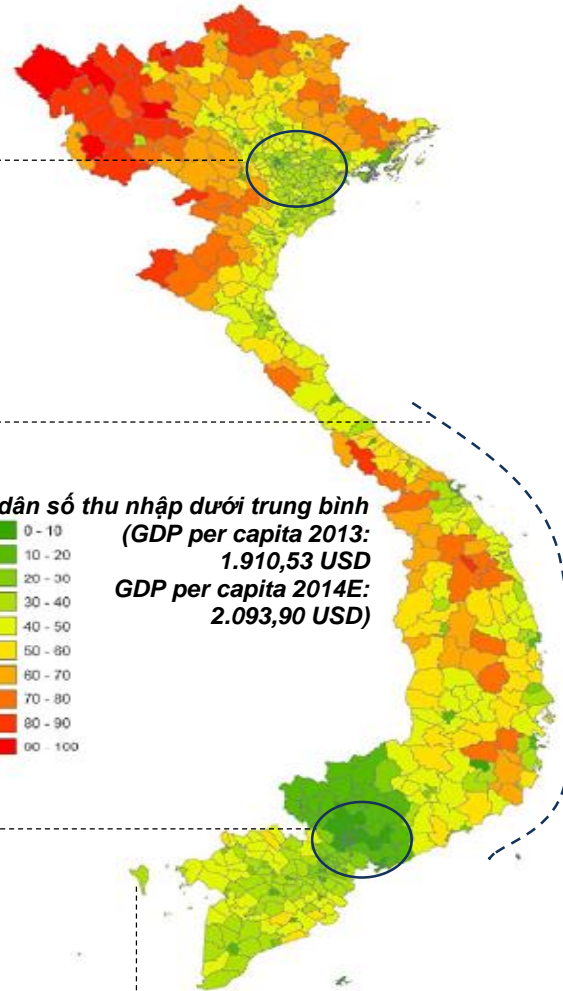 dân số thu nhập dưới trung bình
(GDP per capita 2013:
1.910,53 USD
GDP per capita 2014E:
2.093,90 USD)
0 - 10
10 - 20
20 - 30
30 - 40
40 - 50
50 - 60
60 - 70
70 - 80
80 - 90
90 - 100